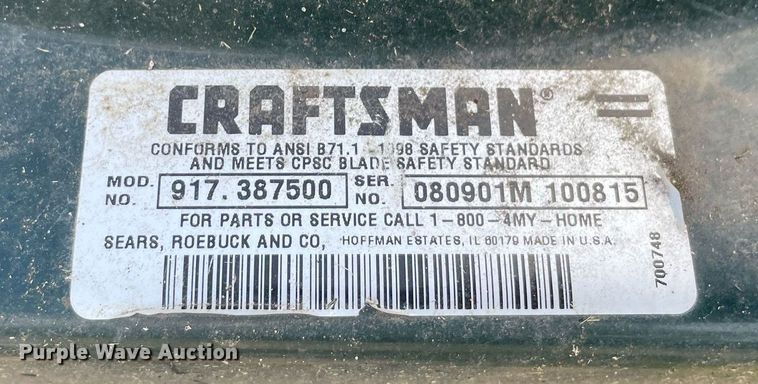 CRAFTSMAN®
CONFORMS TO ANSI B71.1 -1998 SAFETY STANDARDS
AND MEETS CPSC BLADE SAFETY STANDARD
MOD. NO. 917.387500 SER. NO. 080901M 100815
FOR PARTS OR SERVICE CALL 1-800-4MY-HOME
SEARS, ROEBUCK AND CO, HOFFMAN ESTATES, IL 60179 MADE IN U.S.A.
700748
Purple Wave Auction